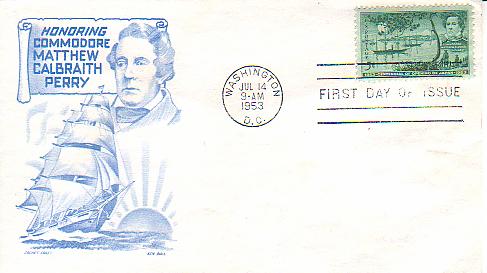 HONORING
COMMODORE
MATTHEW
CALBRAITH
PERRY
WASHINGTON
JUL 14
9-AM
1953
D.C.
FIRST DAY OF ISSUE